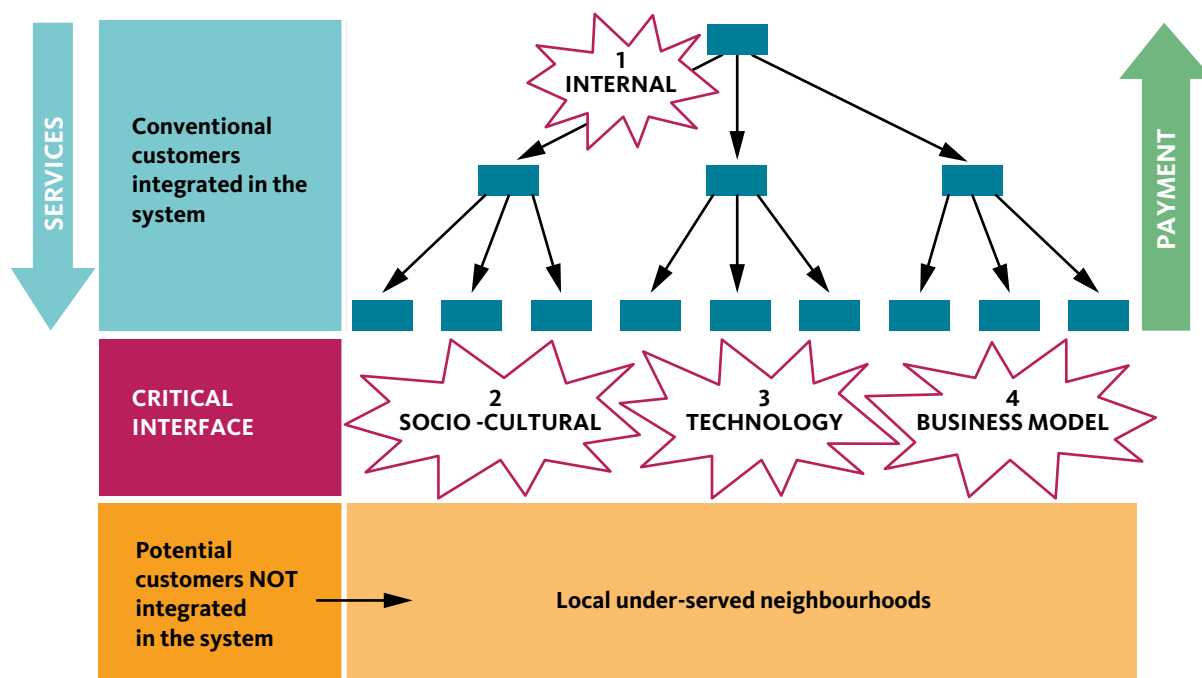 SERVICES
Conventional
customers
integrated in the
system
1
INTERNAL
PAYMENT
CRITICAL
INTERFACE
2
SOCIO -CULTURAL
3
TECHNOLOGY
4
BUSINESS MODEL
Potential
customers NOT
integrated
in the system
Local under-served neighbourhoods